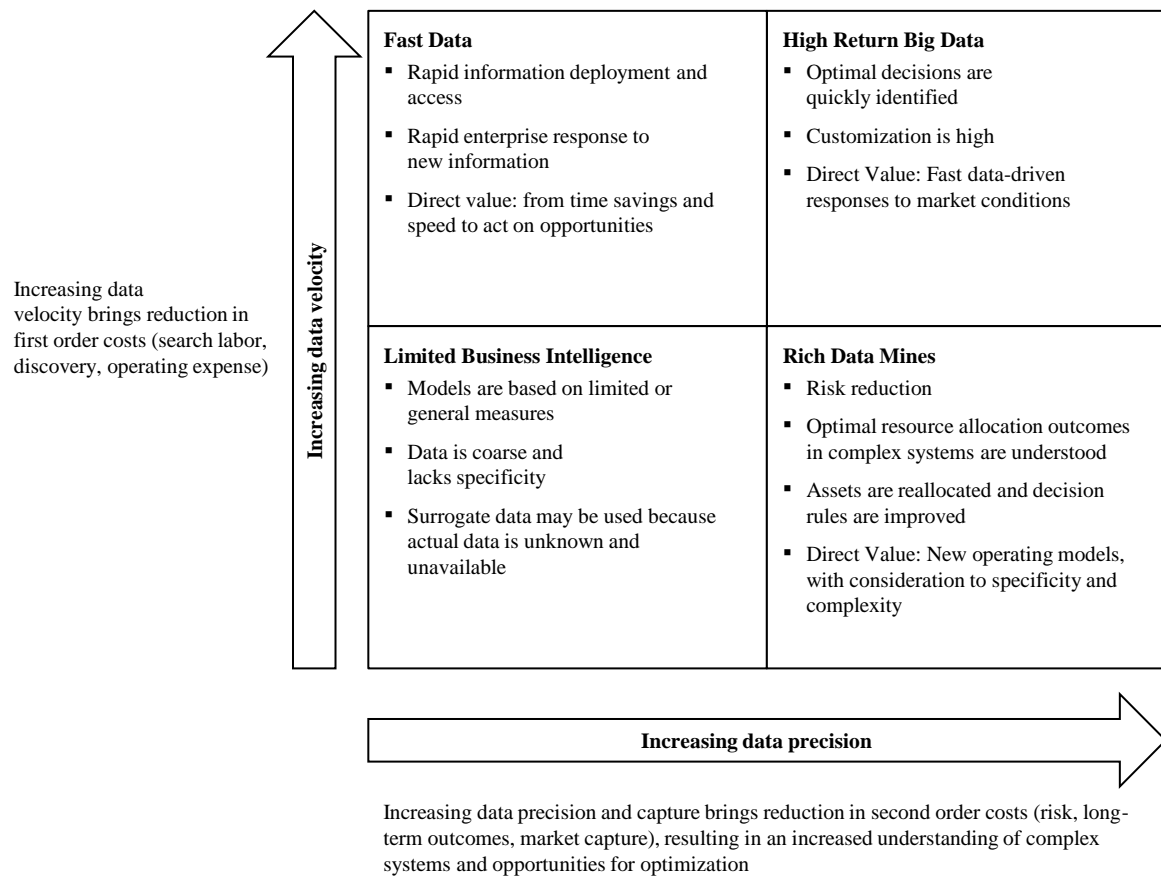 Fast Data
▪ Rapid information deployment and
access
▪ Rapid enterprise response to
new information
▪ Direct value: from time savings and
speed to act on opportunities
High Return Big Data
▪ Optimal decisions are
quickly identified
▪ Customization is high
▪ Direct Value: Fast data-driven
responses to market conditions
Increasing data
velocity brings reduction in
first order costs (search labor,
discovery, operating expense)
Increasing data velocity
Limited Business Intelligence
▪ Models are based on limited or
general measures
▪ Data is coarse and
lacks specificity
▪ Surrogate data may be used because
actual data is unknown and
unavailable
Rich Data Mines
▪ Risk reduction
▪ Optimal resource allocation outcomes
in complex systems are understood
▪ Assets are reallocated and decision
rules are improved
▪ Direct Value: New operating models,
with consideration to specificity and
complexity
Increasing data precision
Increasing data precision and capture brings reduction in second order costs (risk, long-
term outcomes, market capture), resulting in an increased understanding of complex
systems and opportunities for optimization